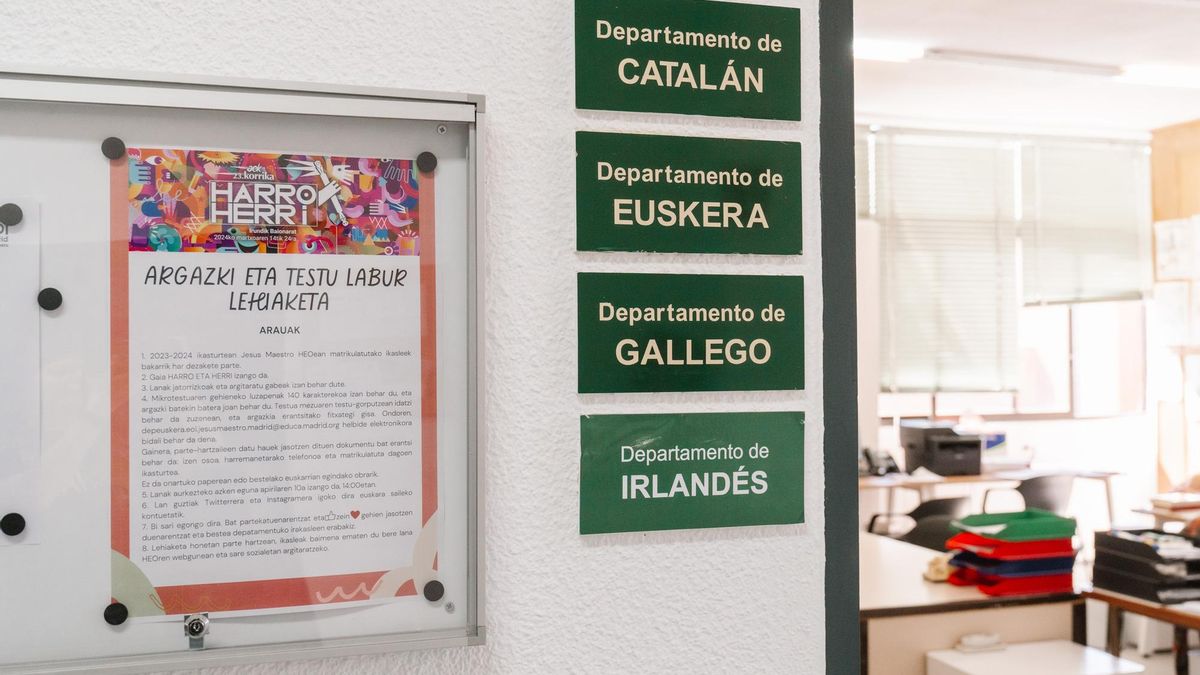 aek
23.korrika
HARRO
HERRi
Irundik Baionarat
2024ko martxoaren 14tik 24ra
ARGAZKI ETA TESTU LABUR
LEHIAKETA
ARAUAK
1. 2023-2024 ikasturtean Jesus Maestro HEOean matrikulatutako ikasleek
bakarrik har dezakete parte.
2. Gaia HARRO ETA HERRI izango da.
3. Lanak jatorrizkoak eta argitaratu gabeak izan behar dute.
4. Mikrotestuaren gehieneko luzapenak 140 karakterekoa izan behar du, eta
argazki batekin batera joan behar du. Testua mezuaren testu-gorputzean idatzi
behar da zuzenean, eta argazkia erantsitako fitxategi gisa. Ondoren,
depeuskera.eoi.jesusmaestro.madrid@educa.madrid.org helbide elektronikora
bidali behar da dena.
Gainera, parte-hartzaileen datu hauek jasotzen dituen dokumentu bat erantsi
behar da: izen osoa, harremanetarako telefonoa eta matrikulatuta dagoen
ikasturtea.
Ez da onatuko paperean edo bestelako euskarrian egindako obrarik.
5. Lanak aurkezteko azken eguna apirilaren 10a izango da, 14:00etan.
6. Lan guztiak Twitterrera eta Instagramera igoko dira euskara saileko
kontuetatik.
7. Bi sari egongo dira. Bat partekatuenarentzat eta👍zein❤gehien jasotzen
duenarentzat eta bestea depatamentuko irakasleen erabakiz.
8. Lehiaketa honetan parte hartzean, ikasleak baimena ematen du bere lana
HEOren webgunean eta sare sozialetan argitaratzeko.
Departamento de
CATALÁN
Departamento de
EUSKERA
Departamento de
GALLEGO
Departamento de
IRLANDÉS